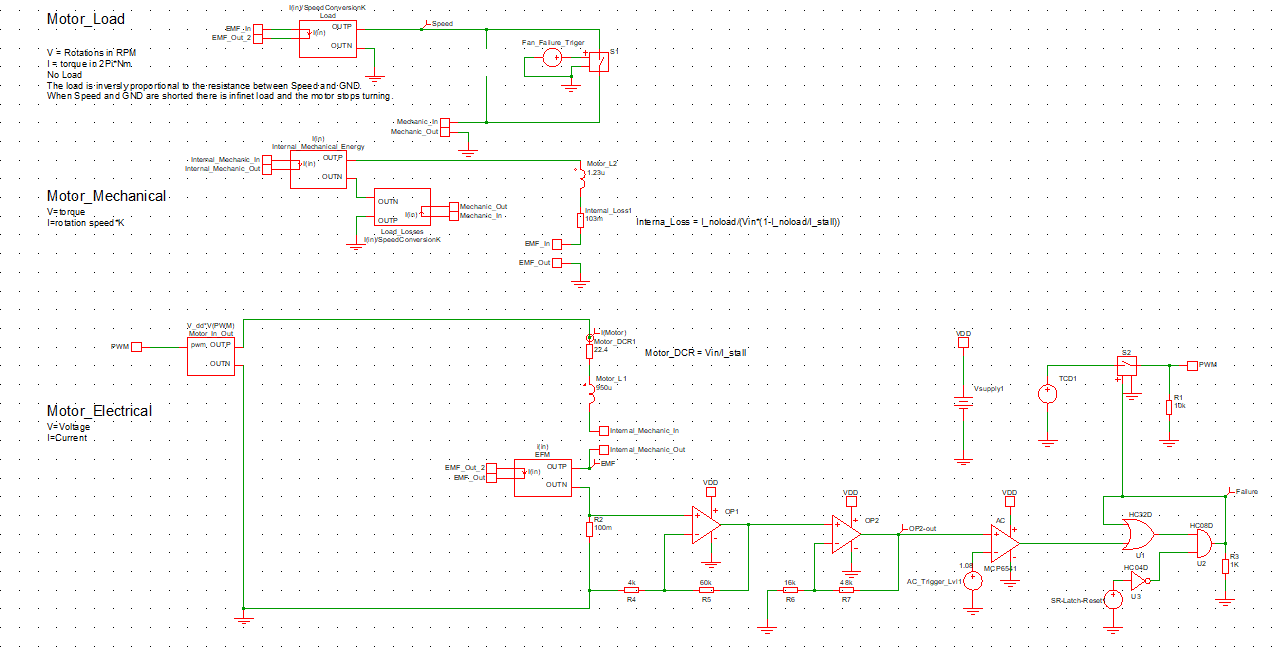 Motor_Load
V = Rotations in RPM
I = torque in 2Pi*Nm.
No Load
The load is inversly proportional to the resistance between Speed and GND.
When Speed and GND are shorted there is infinet load and the motor stops turning.
I(in)/SpeedConversionK
Load
EMF_In
EMF_Out_2
I(in)
OUTP
OUTN
Speed
Fan_Failure_Triger
S1
Mechanic_In
Mechanic_Out
Motor_Mechanical
V=torque
I=rotation speed*K
I(in)
Internal_Mechanical_Energy
Internal_Mechanic_In
Internal_Mechanic_Out
I(in)
OUTP
OUTN
OUTN
I(in)
OUTP
Mechanic_Out
Mechanic_In
Load_Losses
I(in)/SpeedConversionK
Motor_L2
1.23u
Internal_Loss1
103m
EMF_In
EMF_Out
Interna_Loss = I_noload/(Vin*(1-I_noload/I_stall))
Motor_Electrical
V=Voltage
I=Current
V_dd*V(PWM)
Motor_In_Out
PWM
pwm
OUTP
OUTN
I(Motor)
Motor_DCR1
22.4
Motor_DCR = Vin/I_stall
Motor_L1
950u
Internal_Mechanic_In
Internal_Mechanic_Out
EMF
I(in)
EFM
EMF_Out_2
EMF_Out
I(in)
OUTP
OUTN
R2
100m
VDD
OP1
4k
R4
60k
R5
VDD
OP2
OP2-out
16k
R6
48k
R7
VDD
Vsupply1
VDD
AC
MCP6541
1.08
AC_Trigger_Lvl1
TCD1
S2
PWM
R1
10k
Failure
HC32D
U1
HC08D
U2
HC04D
U3
SR-Latch-Reset
R3
1K